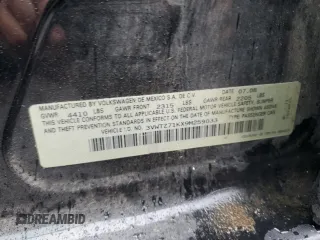 MFD. BY VOLKSWAGEN DE MEXICO S.A. DE C.V. DATE 07.08
GVWR 4410 LBS GAWR FRONT 2315 LBS GAWR REAR LBS
THIS VEHICLE CONFORMS TO ALL APPLICABLE U.S. FEDERAL MOTOR VEHICLE SAFETY, BUMPER
AND THEFT PREVENTION STANDARDS IN EFFECT ON THE DATE OF MANUFACTURE SHOWN ABOVE
VEHICLE IDENTIFICATION NO. TYPE: PASSENGER CAR
DREAMBID